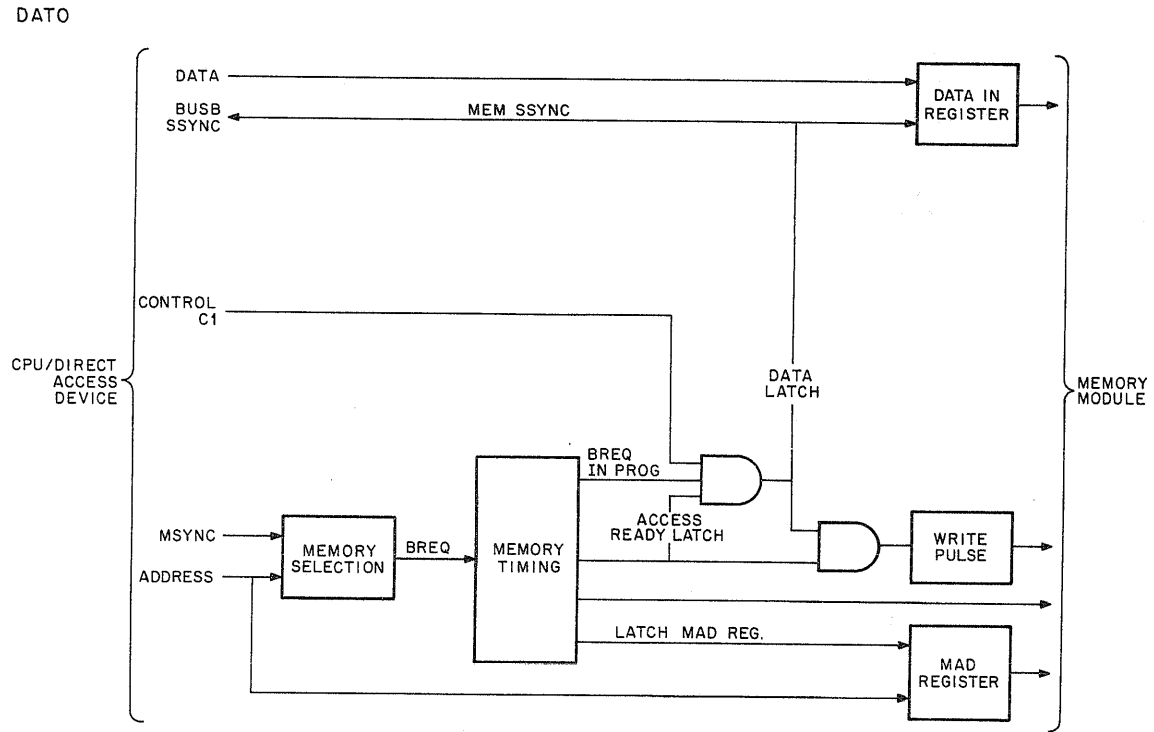 DATO
DATA
BUSB
SSYNC
MEM SSYNC
DATA IN
REGISTER
CONTROL
C1
CPU/DIRECT
ACCESS
DEVICE
DATA
LATCH
MEMORY
MODULE
BREQ
IN PROG
ACCESS
READY LATCH
MSYNC
MEMORY
SELECTION
BREQ
MEMORY
TIMING
WRITE
PULSE
ADDRESS
LATCH MAD REG.
MAD
REGISTER